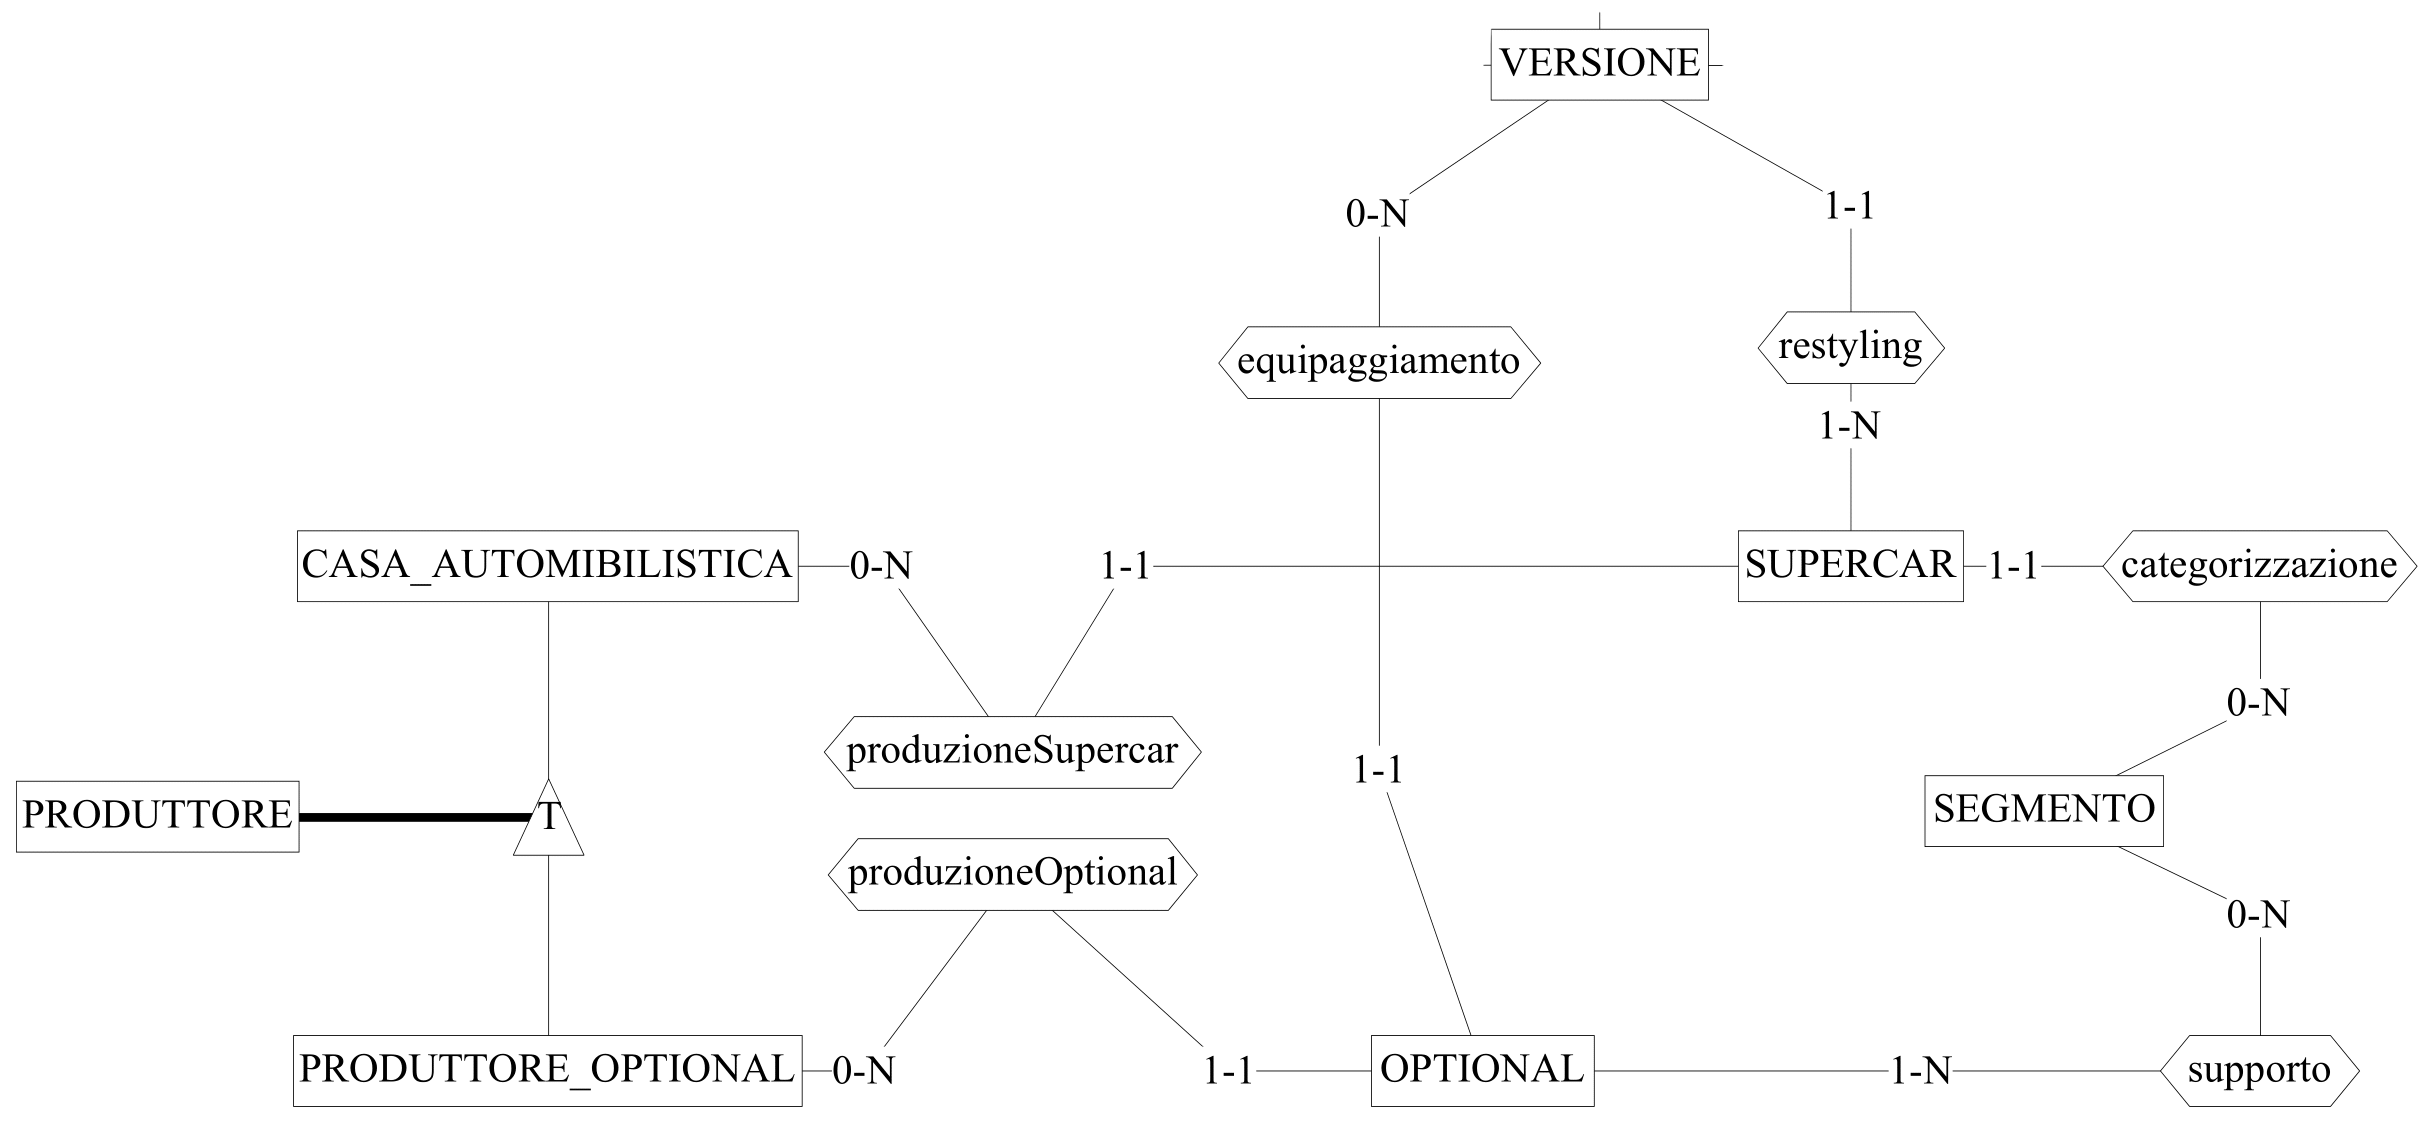 VERSIONE
0-N
1-1
equipaggiamento
restyling
1-N
CASA_AUTOMIBILISTICA
0-N
1-1
SUPERCAR
1-1
categorizzazione
0-N
produzioneSupercar
1-1
PRODUTTORE
T
SEGMENTO
produzioneOptional
0-N
PRODUTTORE_OPTIONAL
0-N
1-1
OPTIONAL
1-N
supporto